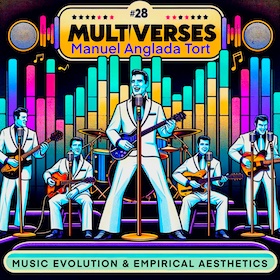 #28
MULTIVERSES
Manuel Anglada Tort
MUSIC EVOLUTION & EMPIRICAL AESTHETICS